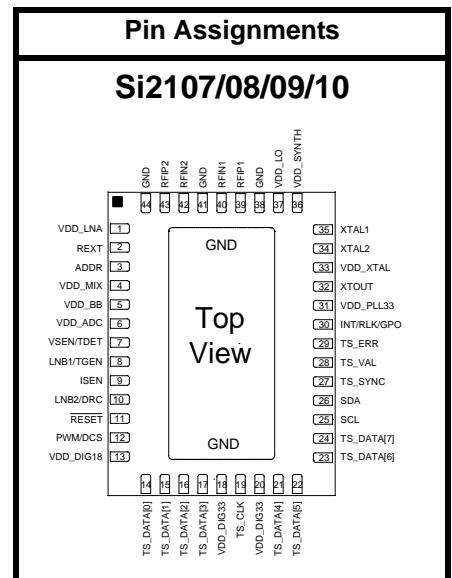 Pin Assignments
Si2107/08/09/10
GND
RFIP2
RFIN2
GND
RFIN1
RFIP1
GND
VDD_LO
VDD_SYNTH
44
43
42
41
40
39
38
37
36
VDD_LNA 1
REXT 2
ADDR 3
VDD_MIX 4
VDD_BB 5
VDD_ADC 6
VSEN/TDET 7
LNB1/TGEN 8
ISEN 9
LNB2/DRC 10
RESET 11
PWM/DCS 12
VDD_DIG18 13
GND
Top
View
GND
35 XTAL1
34 XTAL2
33 VDD_XTAL
32 XTOUT
31 VDD_PLL33
30 INT/RLK/GPO
29 TS_ERR
28 TS_VAL
27 TS_SYNC
26 SDA
25 SCL
24 TS_DATA[7]
23 TS_DATA[6]
14
15
16
17
18
19
20
21
22
TS_DATA[0]
TS_DATA[1]
TS_DATA[2]
TS_DATA[3]
VDD_DIG33
TS_CLK
VDD_DIG33
TS_DATA[4]
TS_DATA[5]